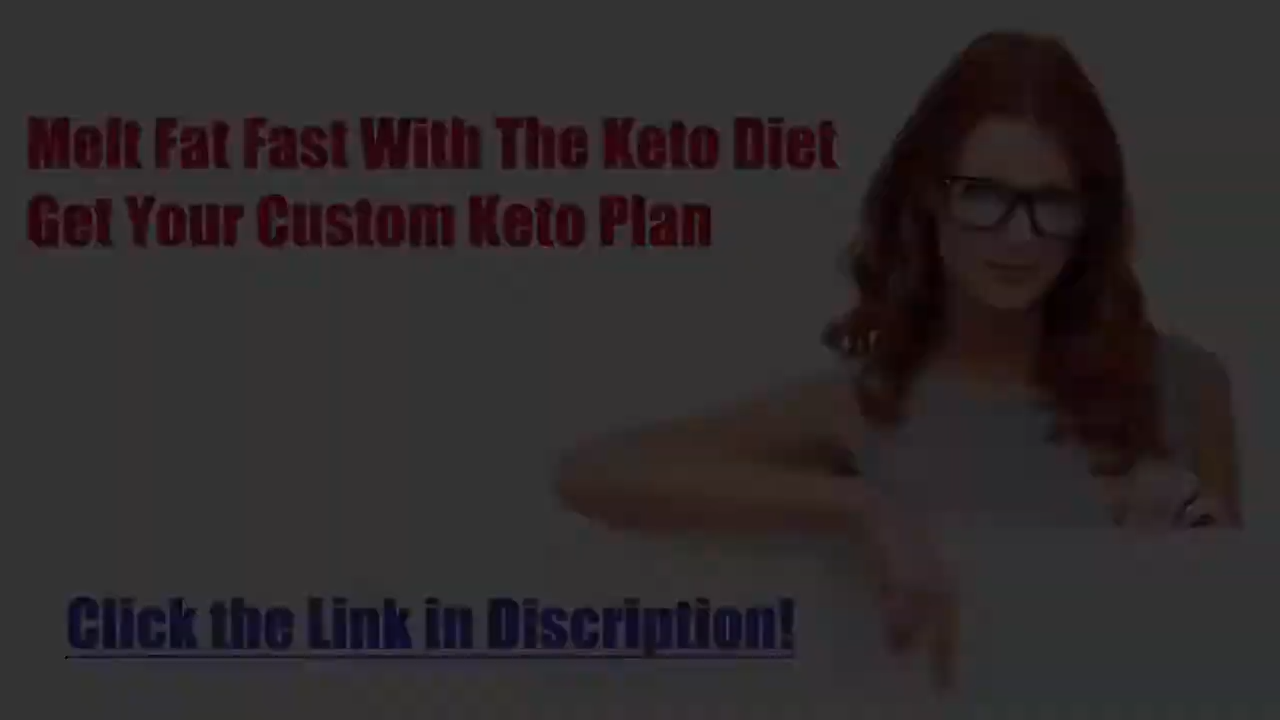 Melt Fat Fast With The Keto Diet
Get Your Custom Keto Plan
Click the Link in Discription!